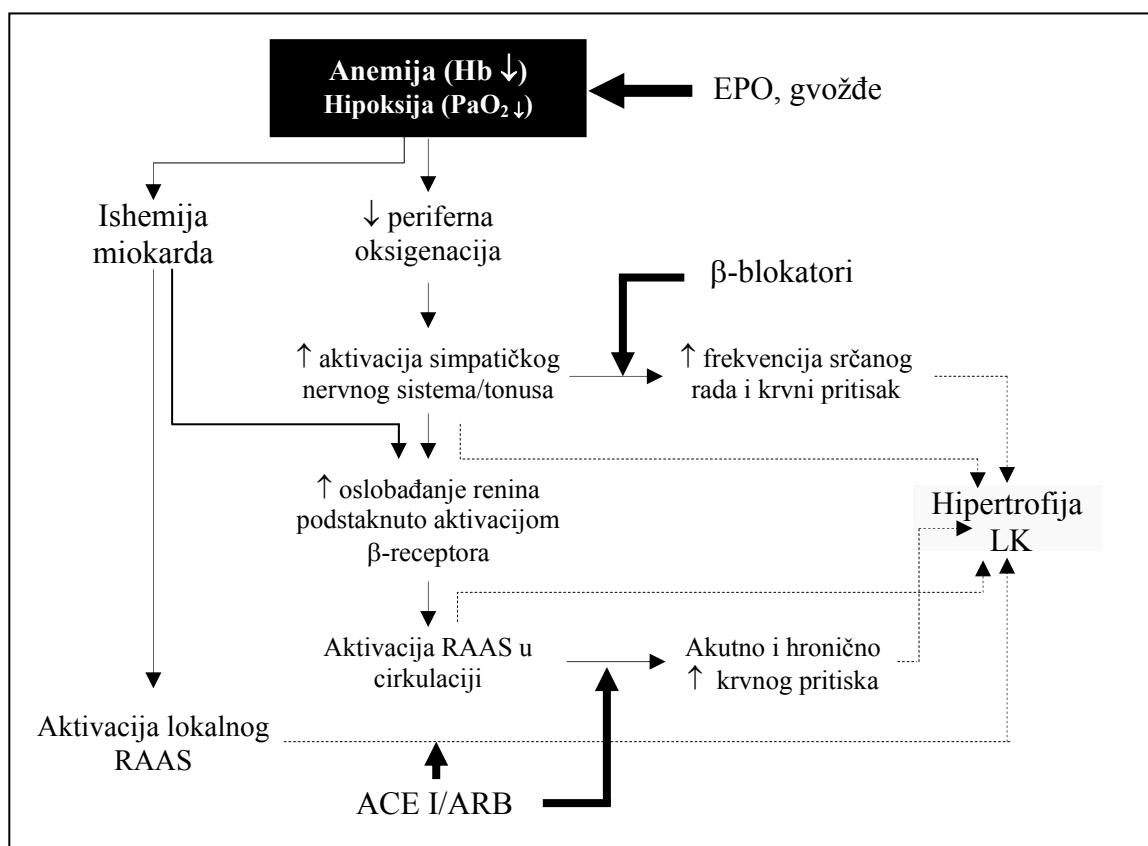 Anemija (Hb ↓)
Hipoksija (PaO₂ ↓)
EPO, gvožđe
Ishemija
miokarda
↓ periferna
oksigenacija
β-blokatori
↑ aktivacija simpatičkog
nervnog sistema/tonusa
↑ frekvencija srčanog
rada i krvni pritisak
↑ oslobađanje renina
podstaknuto aktivacijom
β-receptora
Hipertrofija
LK
Aktivacija RAAS u
cirkulaciji
Akutno i hronično
↑ krvnog pritiska
Aktivacija lokalnog
RAAS
ACE I/ARB